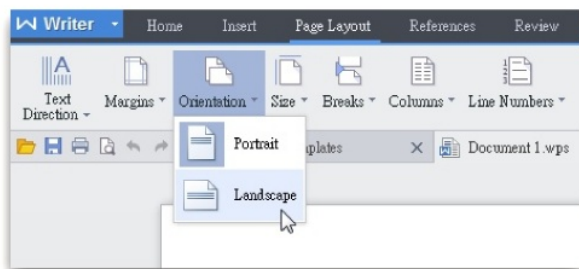 Writer Home Insert Page Layout References Review
Text Direction Margins Orientation Size Breaks Columns Line Numbers
Portrait
plates Document 1.wps
Landscape